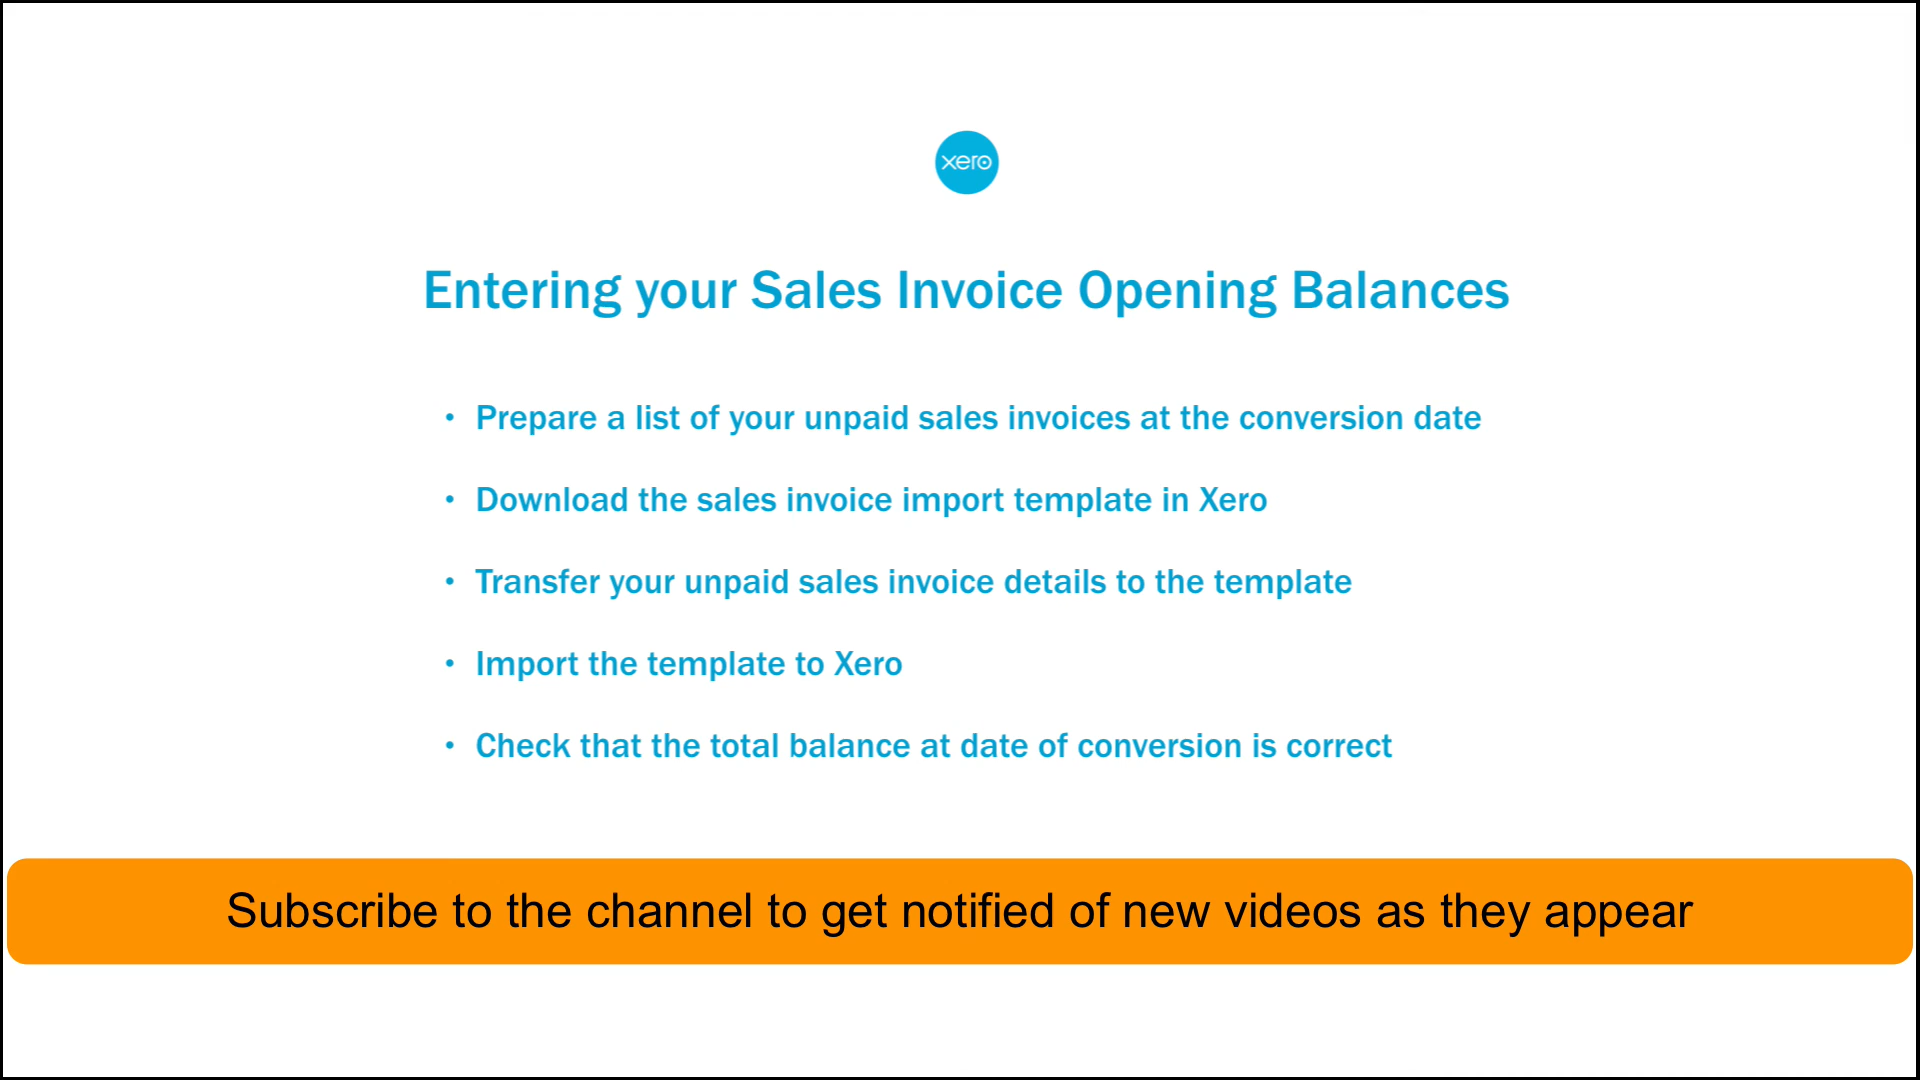 xero
Entering your Sales Invoice Opening Balances
• Prepare a list of your unpaid sales invoices at the conversion date
• Download the sales invoice import template in Xero
• Transfer your unpaid sales invoice details to the template
• Import the template to Xero
• Check that the total balance at date of conversion is correct
Subscribe to the channel to get notified of new videos as they appear